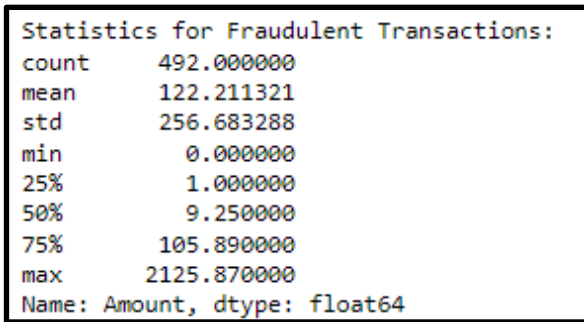 Statistics for Fraudulent Transactions:
count 492.000000
mean 122.211321
std 256.683288
min 0.000000
25% 1.000000
50% 9.250000
75% 105.890000
max 2125.870000
Name: Amount, dtype: float64